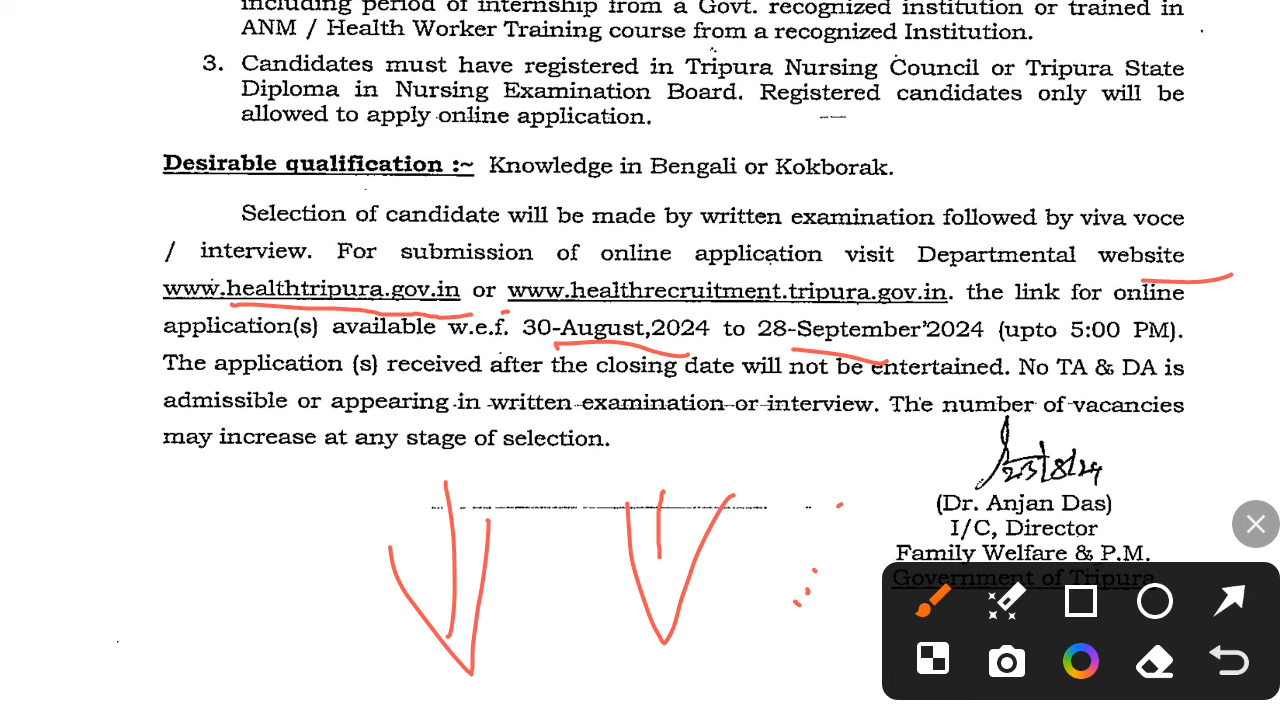 including period of internship from a Govt. recognized institution or trained in
ANM / Health Worker Training course from a recognized Institution.
3. Candidates must have registered in Tripura Nursing Council or Tripura State
Diploma in Nursing Examination Board. Registered candidates only will be
allowed to apply online application.
Desirable qualification :~ Knowledge in Bengali or Kokborak.
Selection of candidate will be made by written examination followed by viva voce
/ interview. For submission of online application visit Departmental website
www.healthtripura.gov.in or www.healthrecruitment.tripura.gov.in. the link for online
application(s) available w.e.f. 30-August,2024 to 28-September'2024 (upto 5:00 PM).
The application (s) received after the closing date will not be entertained. No TA & DA is
admissible or appearing in written examination or interview. The number of vacancies
may increase at any stage of selection.
23/8/24
(Dr. Anjan Das)
I/C, Director
Family Welfare & P.M.
Government of Tripura